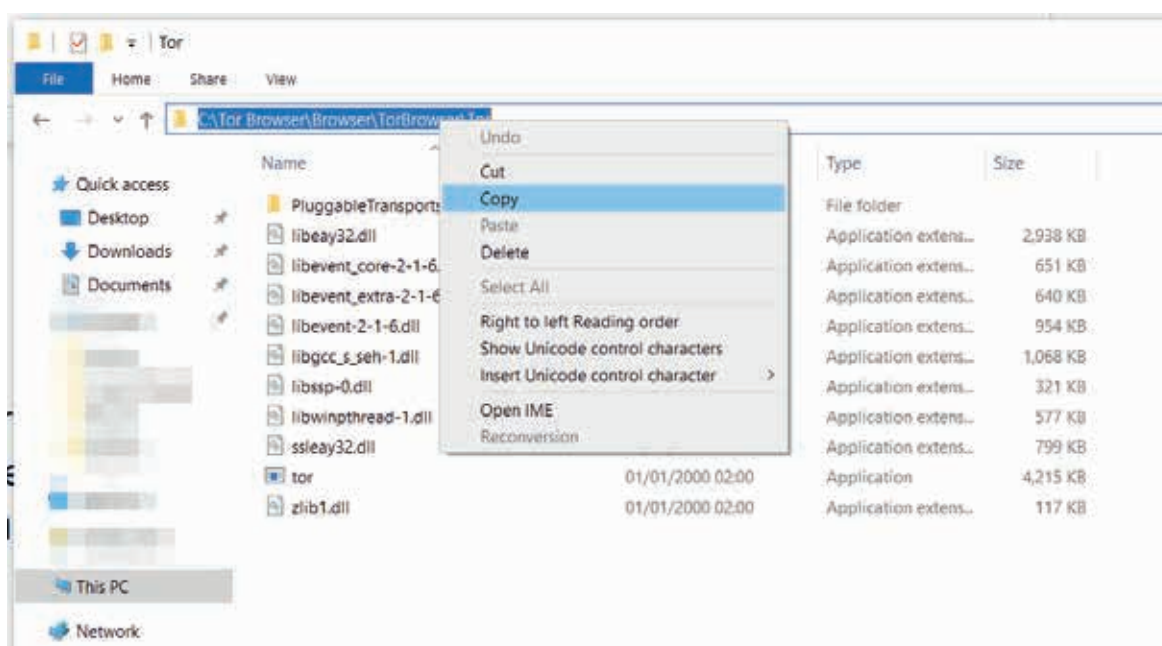 Tor
File Home Share View
C:\Tor Browser\Browser\TorBrowser\Tor
Name Type Size
Quick access
Desktop
Downloads
Documents
This PC
Network
PluggableTransports File folder
libeay32.dll Application extens... 2,938 KB
libevent_core-2-1-6. Application extens... 651 KB
libevent_extra-2-1-6 Application extens... 640 KB
libevent-2-1-6.dll Application extens... 954 KB
libgcc_s_seh-1.dll Application extens... 1,068 KB
libssp-0.dll Application extens... 321 KB
libwinpthread-1.dll Application extens... 577 KB
ssleay32.dll Application extens... 799 KB
tor 01/01/2000 02:00 Application 4,215 KB
zlib1.dll 01/01/2000 02:00 Application extens... 117 KB
Undo
Cut
Copy
Paste
Delete
Select All
Right to left Reading order
Show Unicode control characters
Insert Unicode control character
Open IME
Reconversion